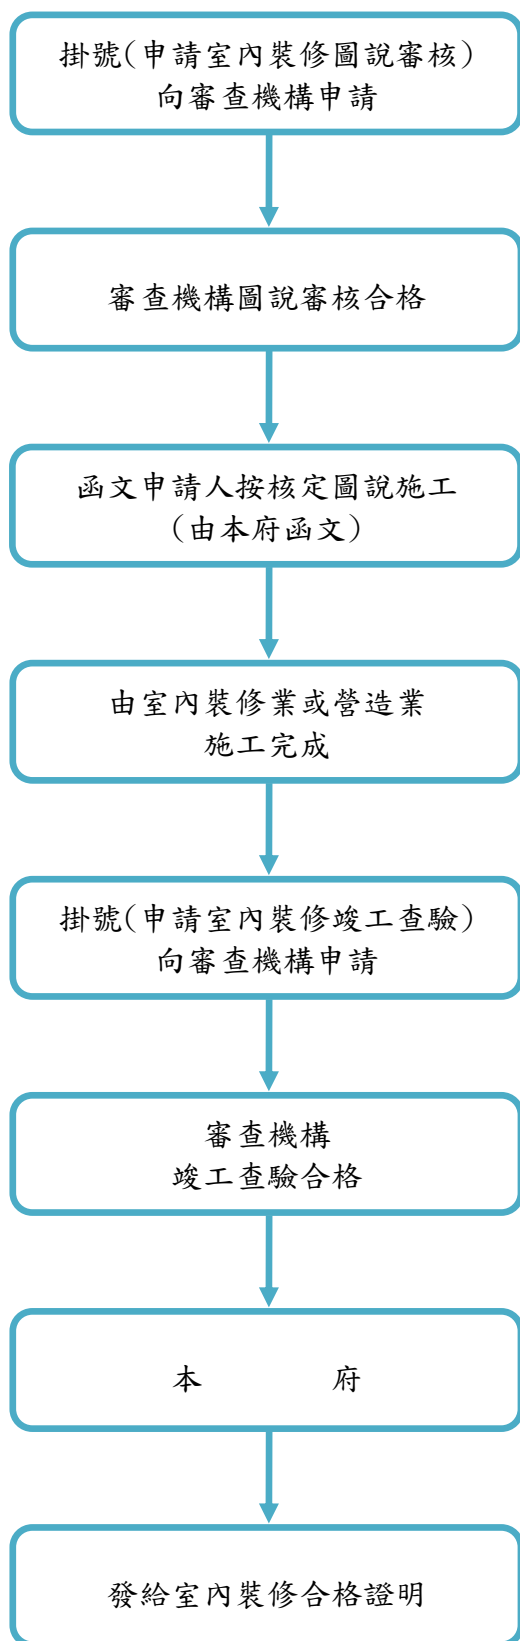 掛號(申請室內裝修圖說審核)
向審查機構申請
審查機構圖說審核合格
函文申請人按核定圖說施工
(由本府函文)
由室內裝修業或營造業
施工完成
掛號(申請室內裝修竣工查驗)
向審查機構申請
審查機構
竣工查驗合格
本　　　　府
發給室內裝修合格證明